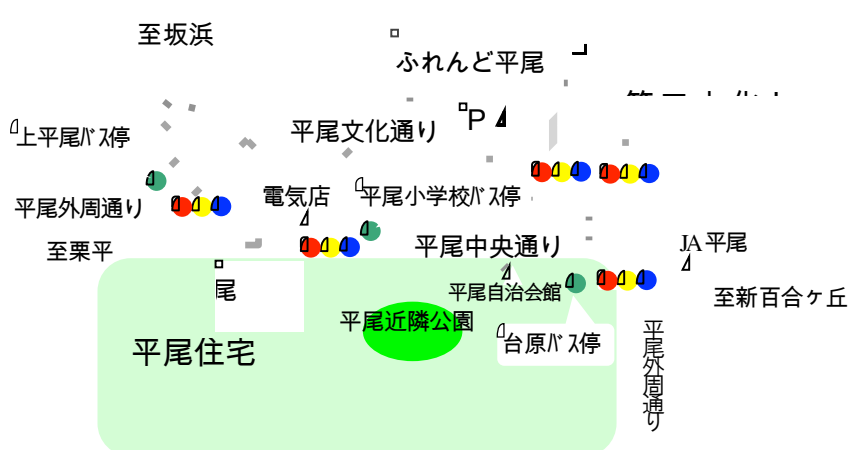 至坂浜
ふれんど平尾
P
平尾文化通り
上平尾バス停
電気店
平尾小学校バス停
平尾外周通り
至栗平
平尾中央通り
JA平尾
尾
平尾自治会館
至新百合ヶ丘
平尾近隣公園
台原バス停
平尾住宅
平尾外周通り